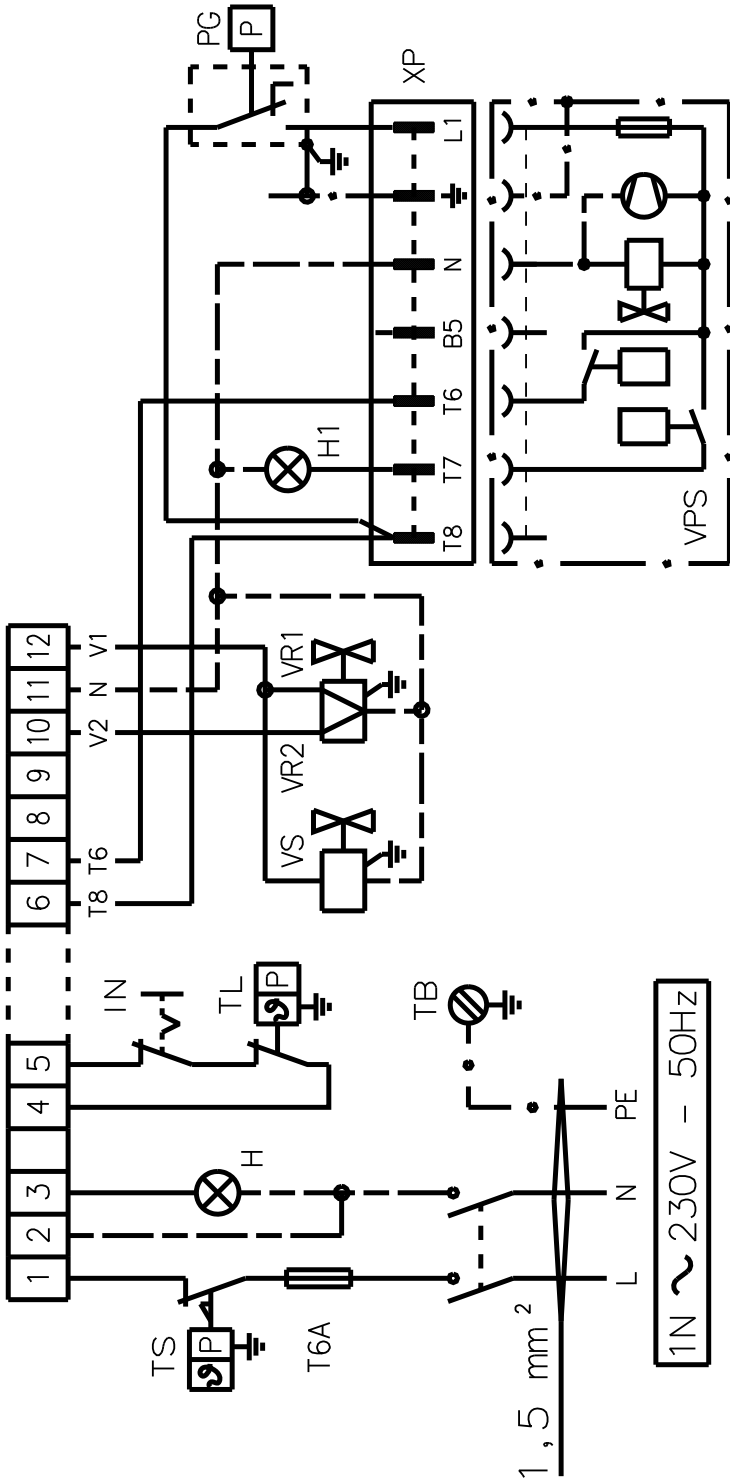 1
2
3
4
5
6
7
8
9
10
11
12
T8
T6
V2
N
V1
TS
P
T6A
H
IN
TL
P
TB
VS
VR2
VR1
H1
PG
P
XP
T8
T7
T6
B5
N
L1
VPS
L
N
PE
1,5 mm²
1N ~ 230V - 50Hz